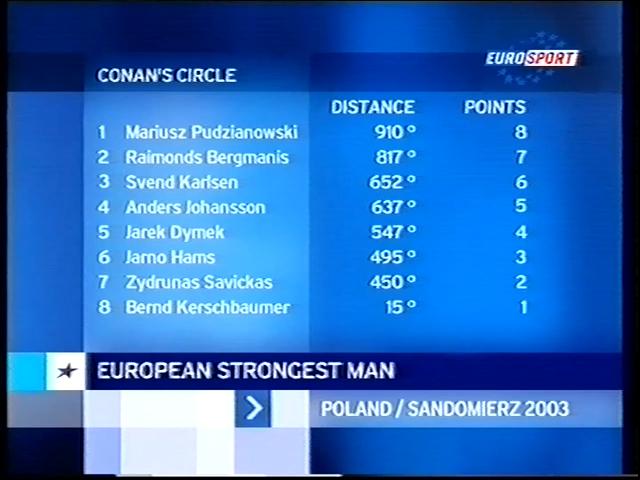 EUROSPORT
CONAN'S CIRCLE
DISTANCE POINTS
1 Mariusz Pudzianowski 910° 8
2 Raimonds Bergmanis 817° 7
3 Svend Karlsen 652° 6
4 Anders Johansson 637° 5
5 Jarek Dymek 547° 4
6 Jarno Hams 495° 3
7 Zydrunas Savickas 450° 2
8 Bernd Kerschbaumer 15° 1
EUROPEAN STRONGEST MAN
POLAND / SANDOMIERZ 2003